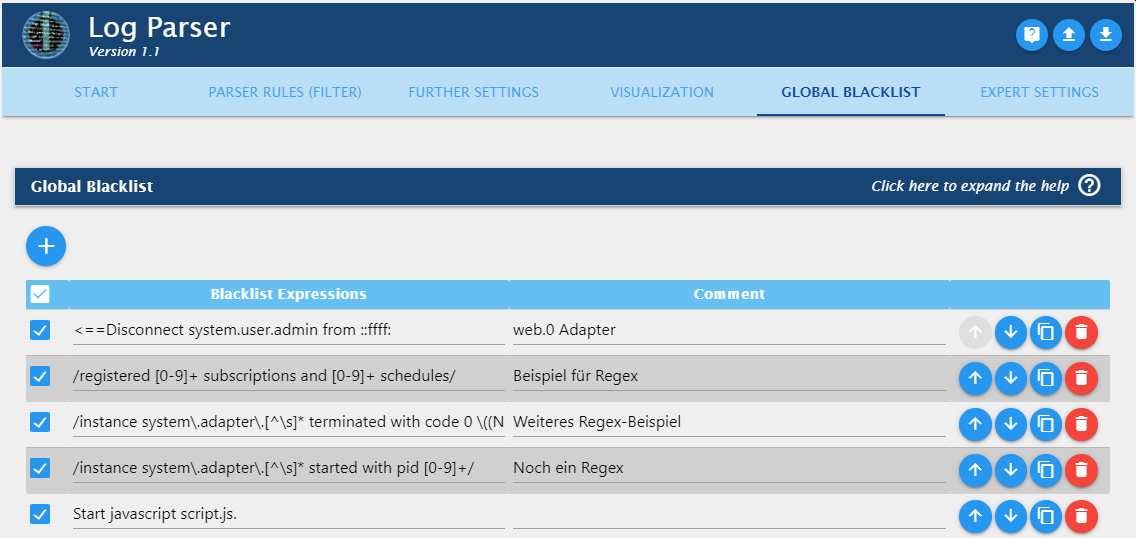 Log Parser
Version 1.1
START PARSER RULES (FILTER) FURTHER SETTINGS VISUALIZATION GLOBAL BLACKLIST EXPERT SETTINGS
Global Blacklist Click here to expand the help
Blacklist Expressions Comment
<==Disconnect system.user.admin from ::ffff: web.0 Adapter
/registered [0-9]+ subscriptions and [0-9]+ schedules/ Beispiel für Regex
/instance system\.adapter\.[^\s]* terminated with code 0 \((N Weiteres Regex-Beispiel
/instance system\.adapter\.[^\s]* started with pid [0-9]+/ Noch ein Regex
Start javascript script.js.